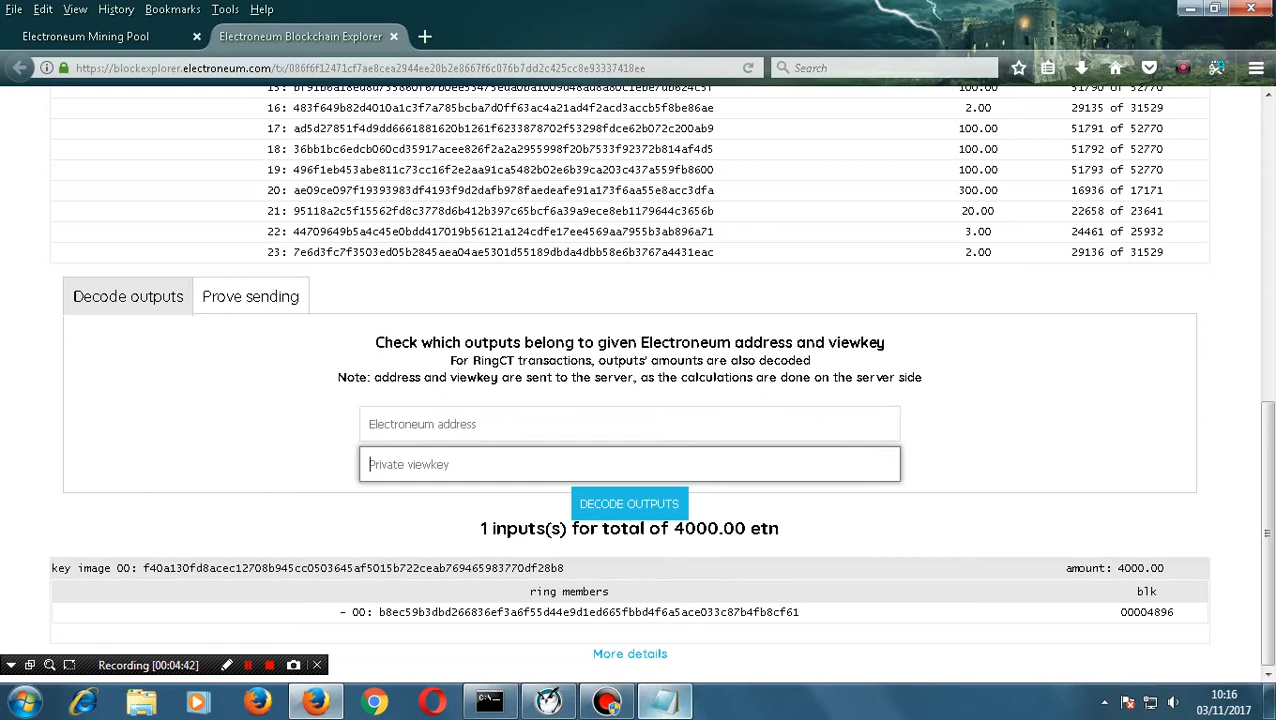 File Edit View History Bookmarks Tools Help
Electroneum Mining Pool × Electroneum Blockchain Explorer × +
https://blockexplorer.electroneum.com/tx/086f6f12471cf7ae8cea2944ee20b2e8667f6c076b7dd2c425cc8e93337418ee Search
16: 483f649b82d4010a1c3f7a785bcba7d0ff63ac4a21ad4f2acd3accb5f8be86ae 2.00 29135 of 31529
17: ad5d27851f4d9dd6661881620b1261f6233878702f53298fdce62b072c200ab9 100.00 51791 of 52770
18: 36bb1bc6edcb060cd35917acee826f2a2a2955998f20b7533f92372b814af4d5 100.00 51792 of 52770
19: 496f1eb453abe811c73cc16f2e2aa91ca5482b02e6b39ca203c437a559fb8600 100.00 51793 of 52770
20: ae09ce097f19393983df4193f9d2dafb978faedeafe91a173f6aa55e8acc3dfa 300.00 16936 of 17171
21: 95118a2c5f15562fd8c3778d6b412b397c65bcf6a39a9ece8eb1179644c3656b 20.00 22658 of 23641
22: 44709649b5a4c45e0bdd417019b56121a124cdfe17ee4569aa7955b3ab896a71 3.00 24461 of 25932
23: 7e6d3fc7f3503ed05b2845aea04ae5301d55189dbda4dbb58e6b3767a4431eac 2.00 29136 of 31529
Decode outputs Prove sending
Check which outputs belong to given Electroneum address and viewkey
For RingCT transactions, outputs' amounts are also decoded
Note: address and viewkey are sent to the server, as the calculations are done on the server side
Electroneum address
Private viewkey
DECODE OUTPUTS
1 inputs(s) for total of 4000.00 etn
key image 00: f40a130fd8acec12708b945cc0503645af5015b722ceab769465983770df28b8 amount: 4000.00
ring members blk
- 00: b8ec59b3dbd266836ef3a6f55d44e9d1ed665fbbd4f6a5ace033c87b4fb8cf61 00004896
More details
Recording [00:04:42]
10:16
03/11/2017